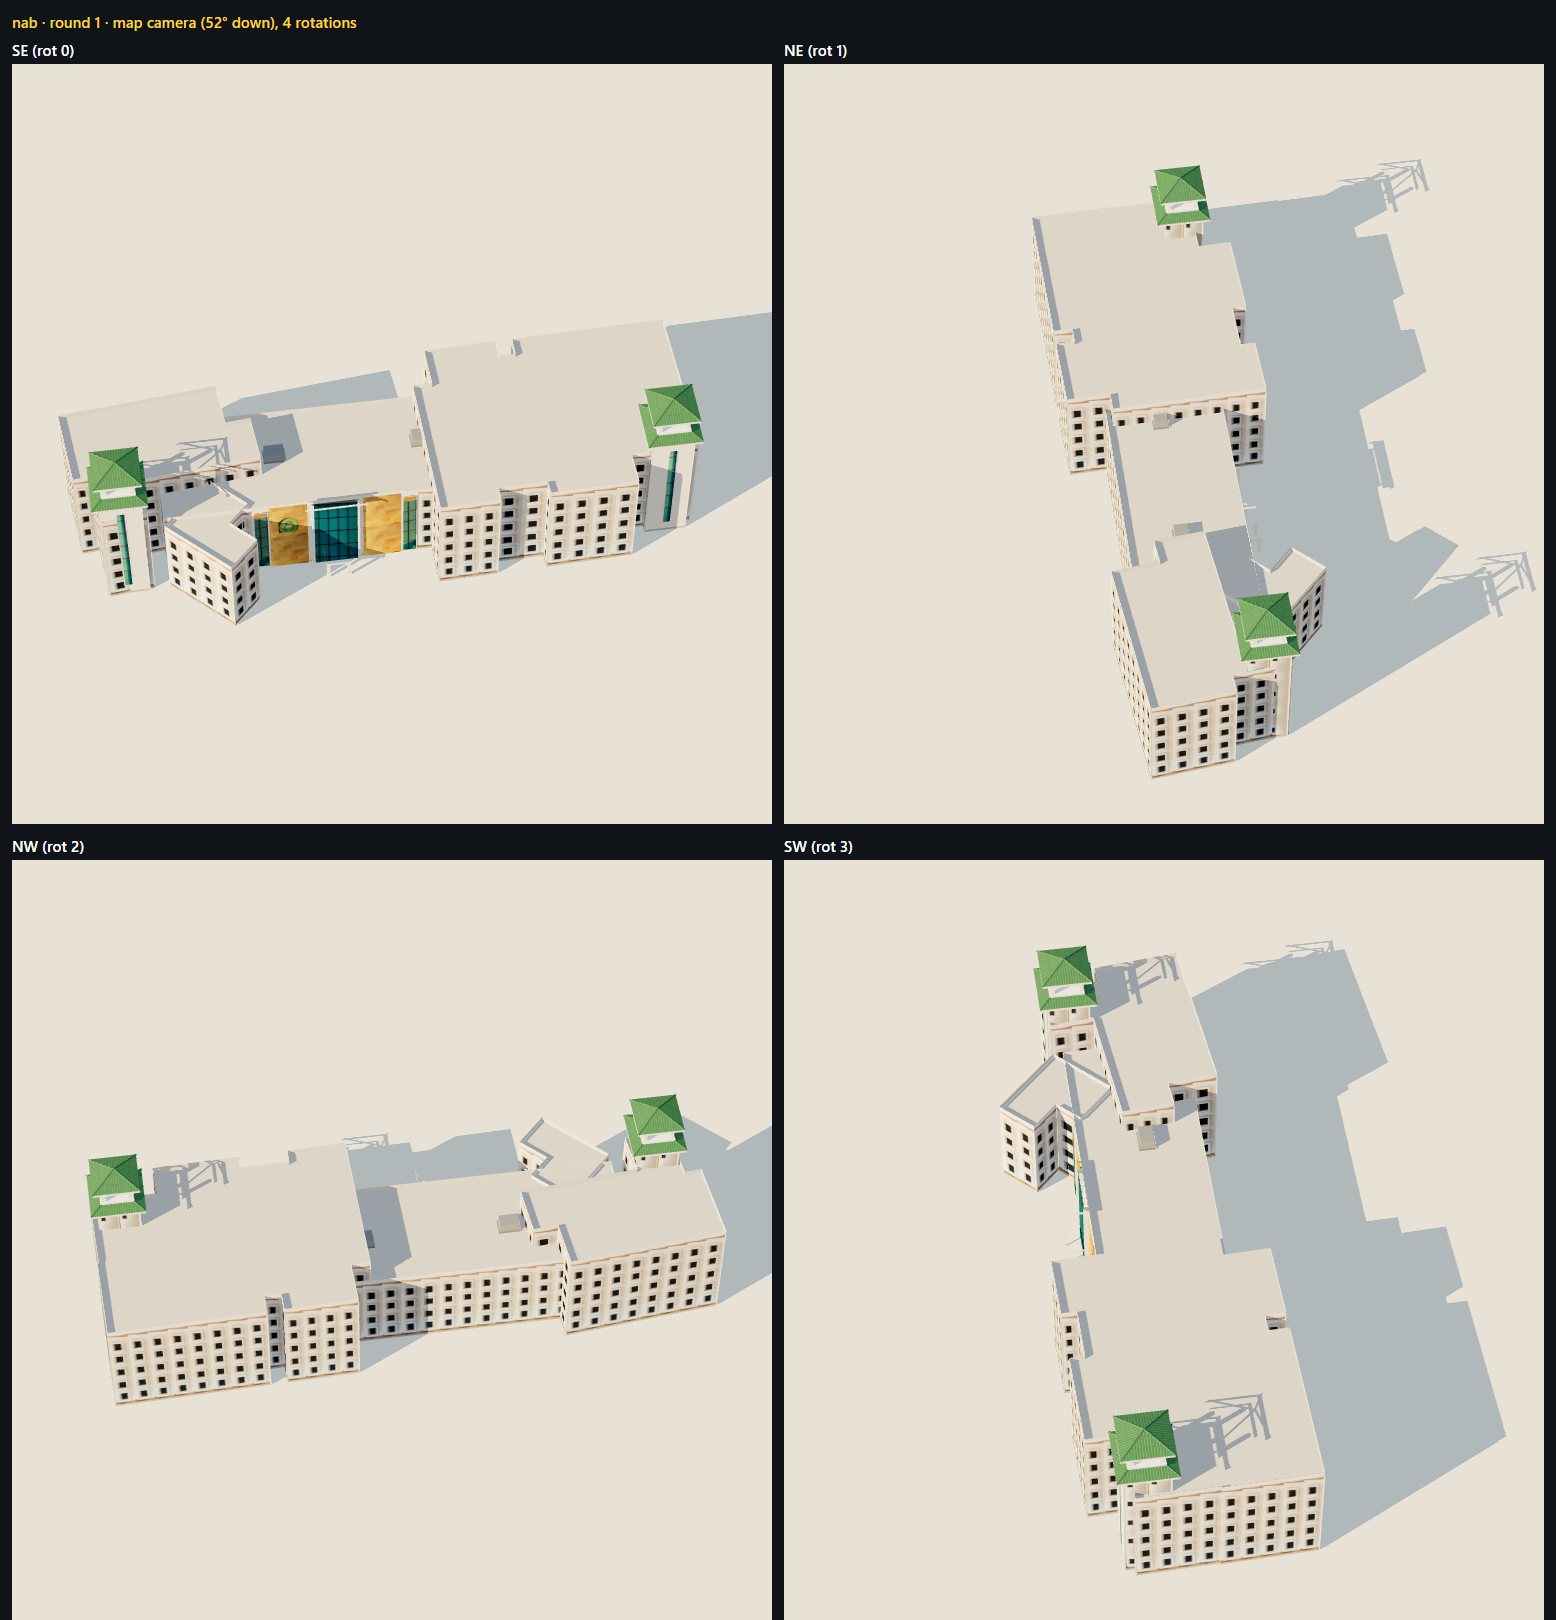 nab · round 1 · map camera (52° down), 4 rotations
SE (rot 0)
NE (rot 1)
NW (rot 2)
SW (rot 3)